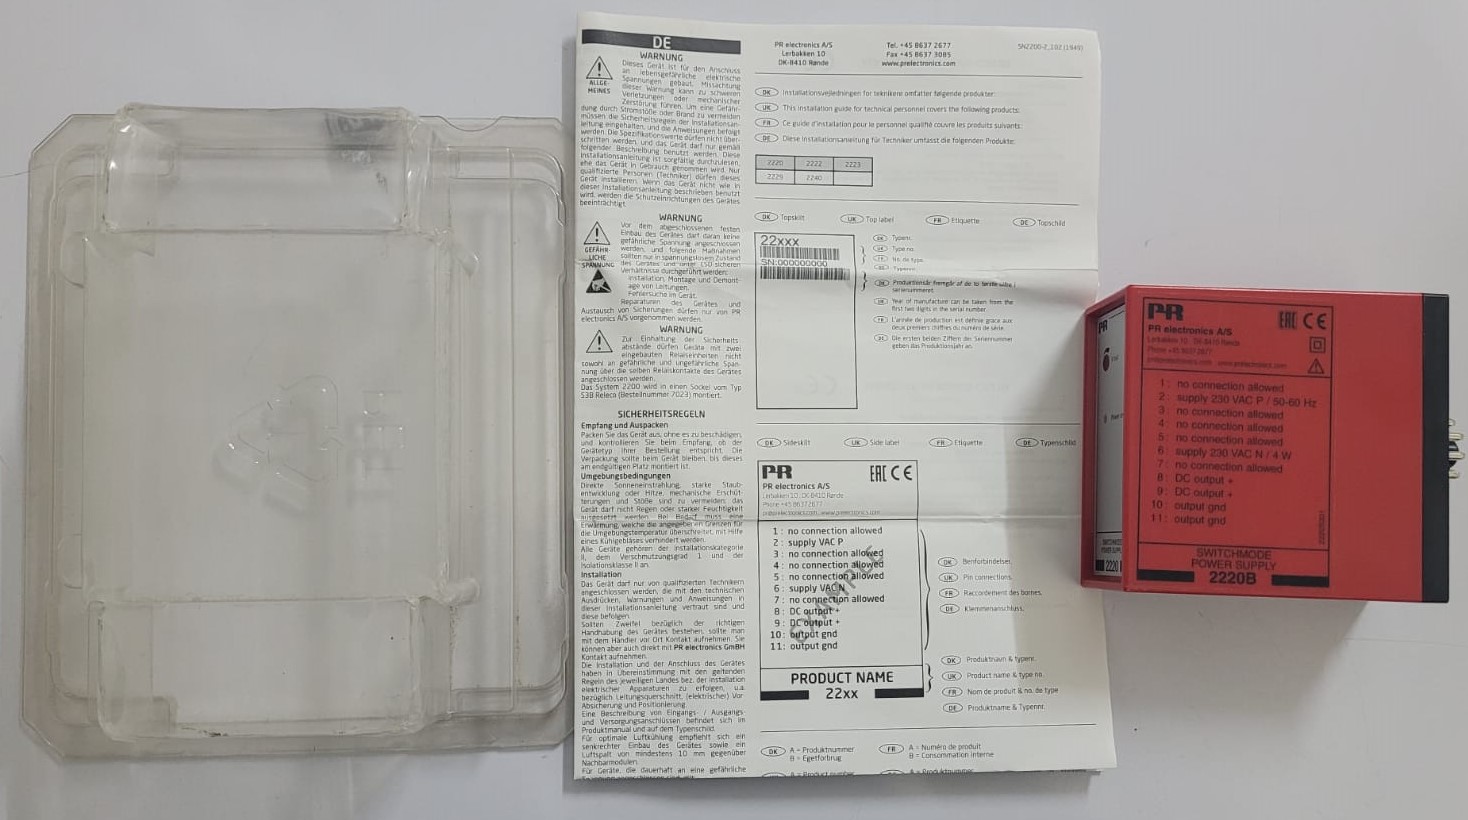 DE
WARNUNG
Dieses Gerät ist für den Anschluss
an lebensgefährliche elektrische
Spannungen gebaut. Missachtung
dieser Warnung kann zu schweren
Verletzungen oder mechanischer
Zerstörung führen. Um eine Gefähr-
ALLGE-
MEINES
dung durch Stromstöße oder Brand zu vermeiden
müssen die Sicherheitsregeln der Installationsan-
leitung eingehalten, und die Anweisungen befolgt
werden. Die Spezifikationswerte dürfen nicht über-
schritten werden, und das Gerät darf nur gemäß
folgender Beschreibung benutzt werden. Diese
Installationsanleitung ist sorgfältig durchzulesen,
ehe das Gerät in Gebrauch genommen wird. Nur
qualifizierte Personen (Techniker) dürfen dieses
Gerät installieren. Wenn das Gerät nicht wie in
dieser Installationsanleitung beschrieben benutzt
wird, werden die Schutzeinrichtungen des Gerätes
beeinträchtigt.
WARNUNG
Vor dem abgeschlossenen festen
Einbau des Gerätes darf daran keine
gefährliche Spannung angeschlossen
werden, und folgende Maßnahmen
sollten nur in spannungslosem Zustand
des Gerätes und unter ESD-sicheren
Verhältnisse durchgeführt werden:
GEFÄHR-
LICHE
SPANNUNG
Installation, Montage und Demont-
age von Leitungen.
Fehlersuche im Gerät.
Reparaturen des Gerätes und
Austausch von Sicherungen dürfen nur von PR
electronics A/S vorgenommen werden.
WARNUNG
Zur Einhaltung der Sicherheits-
abstände dürfen Geräte mit zwei
eingebauten Relaiseinheiten nicht
sowohl an gefährliche und ungefährliche Span-
nung über die selben Relaiskontakte des Gerätes
angeschlossen werden.
Das System 2200 wird in einen Sockel vom Typ
S3B Releco (Bestellnummer 7023) montiert.
SICHERHEITSREGELN
Empfang und Auspacken
Packen Sie das Gerät aus, ohne es zu beschädigen,
und kontrollieren Sie beim Empfang, ob der
Gerätetyp Ihrer Bestellung entspricht. Die
Verpackung sollte beim Gerät bleiben, bis dieses
am endgültigen Platz montiert ist.
Umgebungsbedingungen
Direkte Sonneneinstrahlung, starke Staub-
entwicklung oder Hitze, mechanische Erschüt-
terungen und Stöße sind zu vermeiden; das
Gerät darf nicht Regen oder starker Feuchtigkeit
ausgesetzt werden. Bei Bedarf muss eine
Erwärmung, welche die angegebenen Grenzen für
die Umgebungstemperatur überschreitet, mit Hilfe
eines Kühlgebläses verhindert werden.
Alle Geräte gehören der Installationskategorie
II, dem Verschmutzungsgrad 1 und der
Isolationsklasse II an.
Installation
Das Gerät darf nur von qualifizierten Technikern
angeschlossen werden, die mit den technischen
Ausdrücken, Warnungen und Anweisungen in
dieser Installationsanleitung vertraut sind und
diese befolgen.
Sollten Zweifel bezüglich der richtigen
Handhabung des Gerätes bestehen, sollte man
mit dem Händler vor Ort Kontakt aufnehmen. Sie
können aber auch direkt mit PR electronics GmBH
Kontakt aufnehmen.
Die Installation und der Anschluss des Gerätes
haben in Übereinstimmung mit den geltenden
Regeln des jeweiligen Landes bez. der Installation
elektrischer Apparaturen zu erfolgen, u.a.
bezüglich Leitungsquerschnitt, (elektrischer) Vor-
Absicherung und Positionierung.
Eine Beschreibung von Eingangs- / Ausgangs-
und Versorgungsanschlüssen befindet sich im
Produktmanual und auf dem Typenschild.
Für optimale Luftkühlung empfiehlt sich ein
senkrechter Einbau des Gerätes sowie ein
Luftspalt von mindestens 10 mm gegenüber
Nachbarmodulen.
Für Geräte, die dauerhaft an eine gefährliche
PR electronics A/S
Lerbakken 10
DK-8410 Rønde
Tel. +45 8637 2677
Fax +45 8637 3085
www.prelectronics.com
DK Installationsvejledningen for teknikere omfatter følgende produkter:
UK This installation guide for technical personnel covers the following products:
FR Ce guide d'installation pour le personnel qualifié couvre les produits suivants:
DE Diese Installationsanleitung für Techniker umfasst die folgenden Produkte:
2220 2222 2223
2225 2240
DK Topskilt UK Top label FR Etiquette DE Topschild
22xxx
SN:000000000
DK Typenr.
UK Type no.
FR No. de type.
DK Produktionsår fremgår af de to første cifre i
serienummeret.
UK Year of manufacture can be taken from the
first two digits in the serial number.
FR L'année de production est définie grâce aux
deux premiers chiffres du numéro de série.
DE Die ersten beiden Ziffern der Seriennummer
geben das Produktionsjahr an.
DK Sideskilt UK Side label FR Etiquette DE Typenschild
PR EAC CE
PR electronics A/S
Lerbakken 10, DK-8410 Rønde
Phone +45 86372677
1: no connection allowed
2: supply VAC P
3: no connection allowed
4: no connection allowed
5: no connection allowed
6: supply VAC N
7: no connection allowed
8: DC output +
9: DC output +
10: output gnd
11: output gnd
EXAMPLE
PRODUCT NAME
22xx
DK Benforbindelser.
UK Pin connections.
FR Raccordement des bornes.
DE Klemmenanschluss.
DK Produktnavn & typenr.
UK Product name & type no.
FR Nom de produit & no. de type
DE Produktname & Typennr.
DK A = Produktnummer
B = Egetforbrug
FR A = Numéro de produit
B = Consommation interne
PR EAC CE
PR electronics A/S
Lerbakken 10 DK-8410 Rønde
Phone +45 8637 2677
1: no connection allowed
2: supply 230 VAC P / 50-60 Hz
3: no connection allowed
4: no connection allowed
5: no connection allowed
6: supply 230 VAC N / 4 W
7: no connection allowed
8: DC output +
9: DC output +
10: output gnd
11: output gnd
SWITCHMODE
POWER SUPPLY
2220B
PR